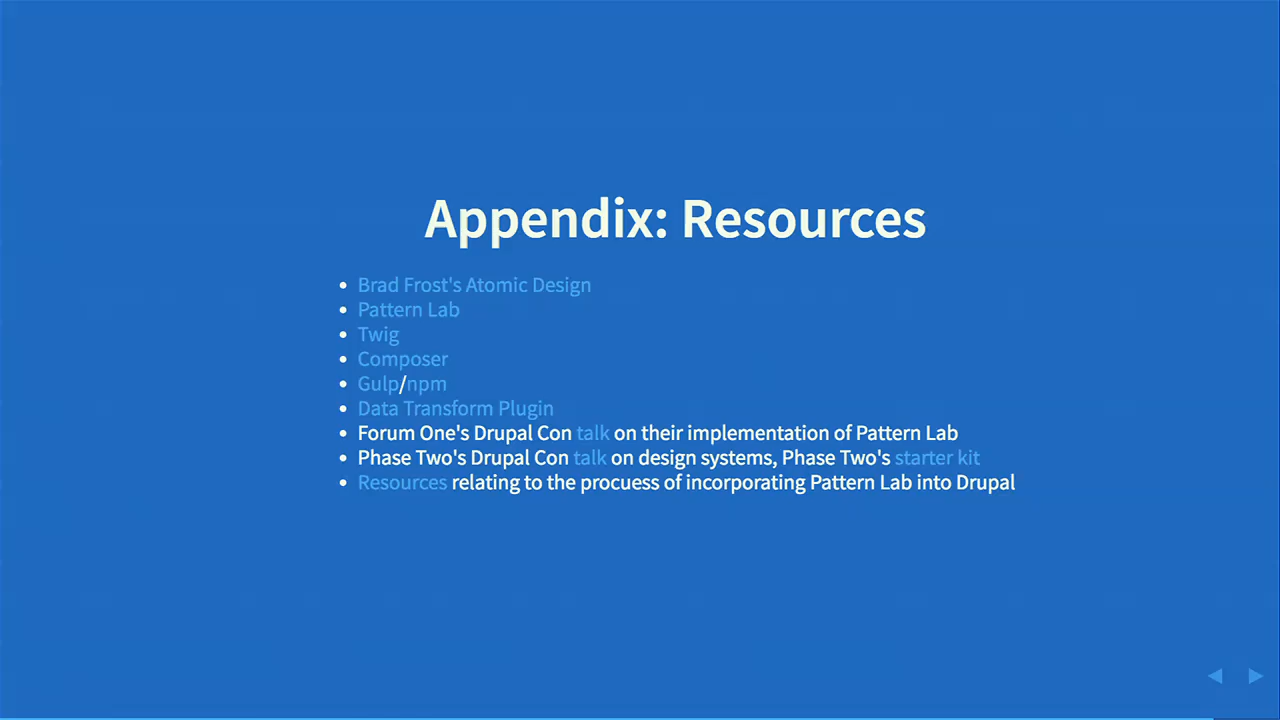 Appendix: Resources
• Brad Frost's Atomic Design
• Pattern Lab
• Twig
• Composer
• Gulp/npm
• Data Transform Plugin
• Forum One's Drupal Con talk on their implementation of Pattern Lab
• Phase Two's Drupal Con talk on design systems, Phase Two's starter kit
• Resources relating to the procuess of incorporating Pattern Lab into Drupal